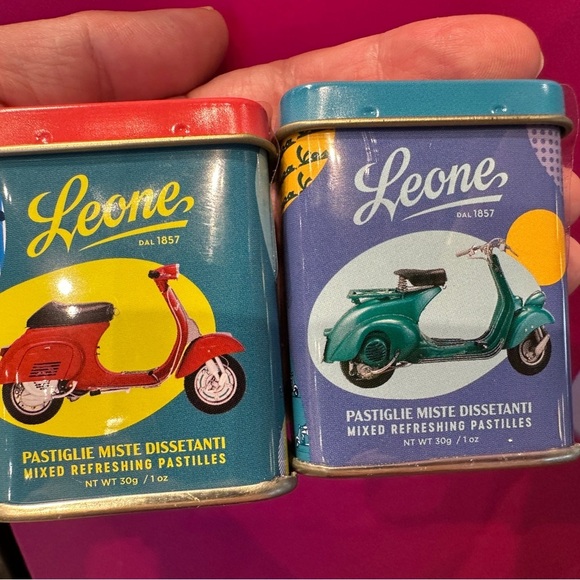 Leone
DAL 1857
PASTIGLIE MISTE DISSETANTI
MIXED REFRESHING PASTILLES
NT WT 30g / 1 oz
Leone
DAL 1857
PASTIGLIE MISTE DISSETANTI
MIXED REFRESHING PASTILLES
NT WT 30g / 1 oz